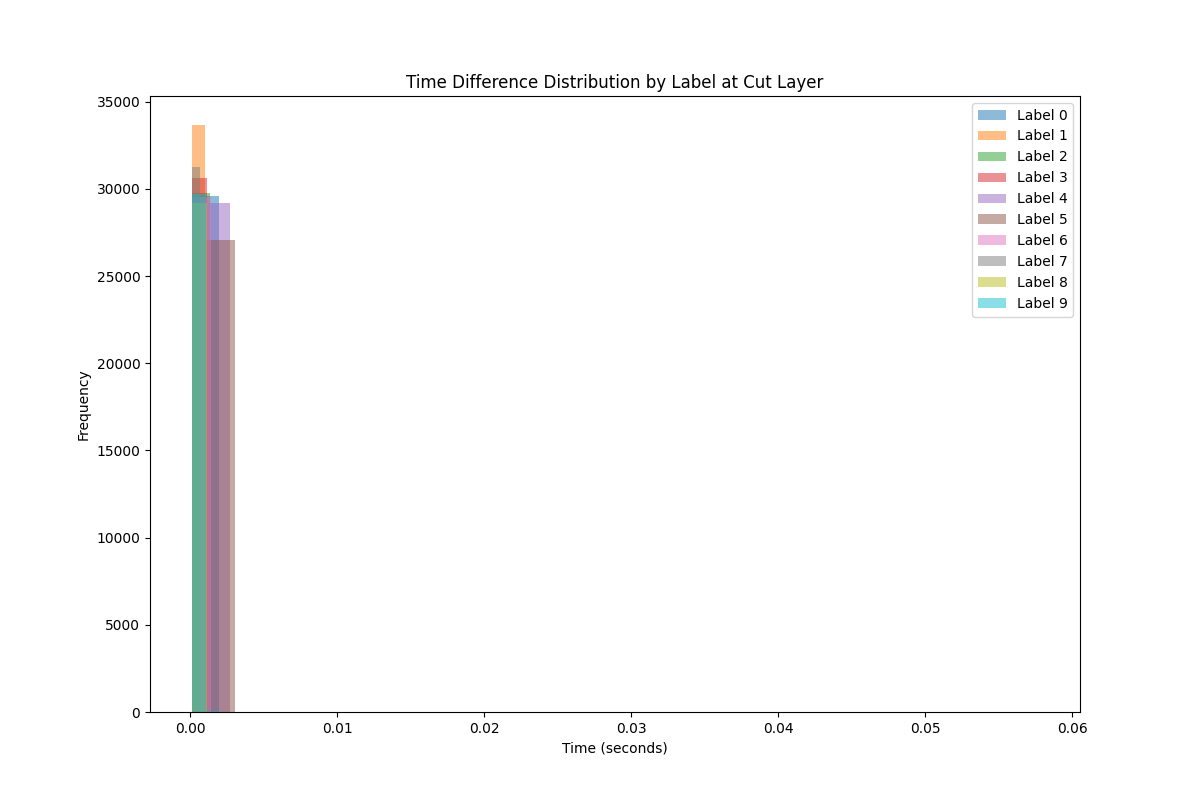 Time Difference Distribution by Label at Cut Layer
35000
30000
25000
20000
15000
10000
5000
0
Frequency
0.00 0.01 0.02 0.03 0.04 0.05 0.06
Time (seconds)
Label 0
Label 1
Label 2
Label 3
Label 4
Label 5
Label 6
Label 7
Label 8
Label 9